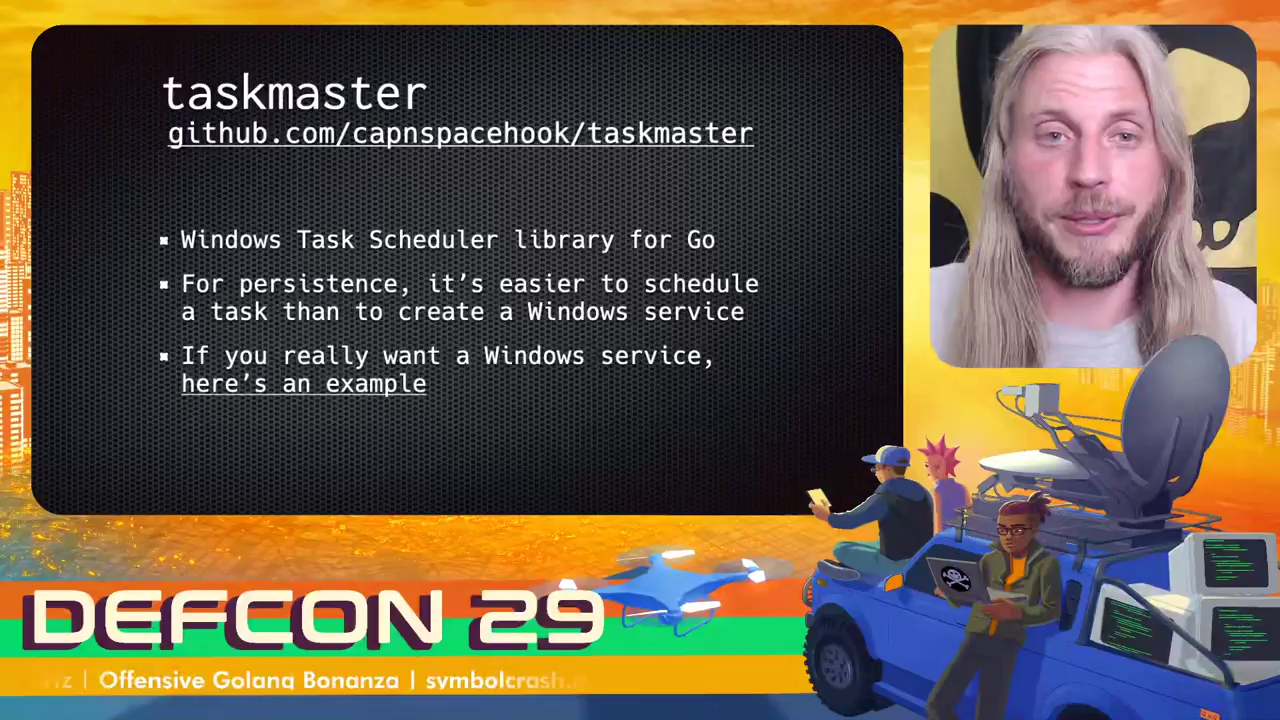 taskmaster
github.com/capnspacehook/taskmaster
▪ Windows Task Scheduler library for Go
▪ For persistence, it’s easier to schedule
a task than to create a Windows service
▪ If you really want a Windows service,
here’s an example
DEFCON 29
| Offensive Golang Bonanza | symbolcrash.